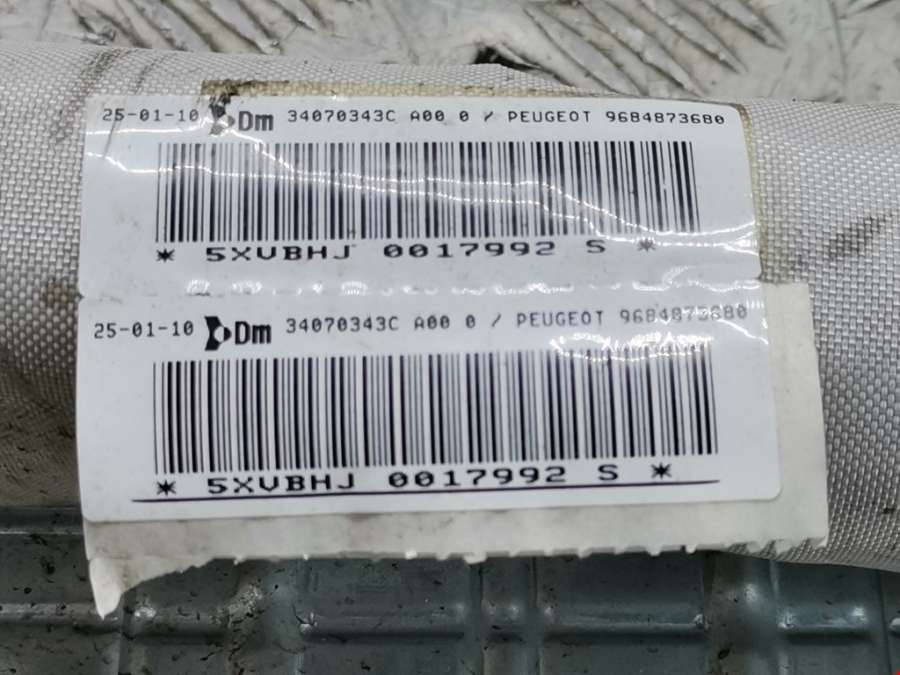 25-01-10 Dm 34070343C A00 0 / PEUGEOT 9684873680
* 5XVBHJ 0017992 S *
25-01-10 Dm 34070343C A00 0 / PEUGEOT 9684873680
* 5XVBHJ 0017992 S *